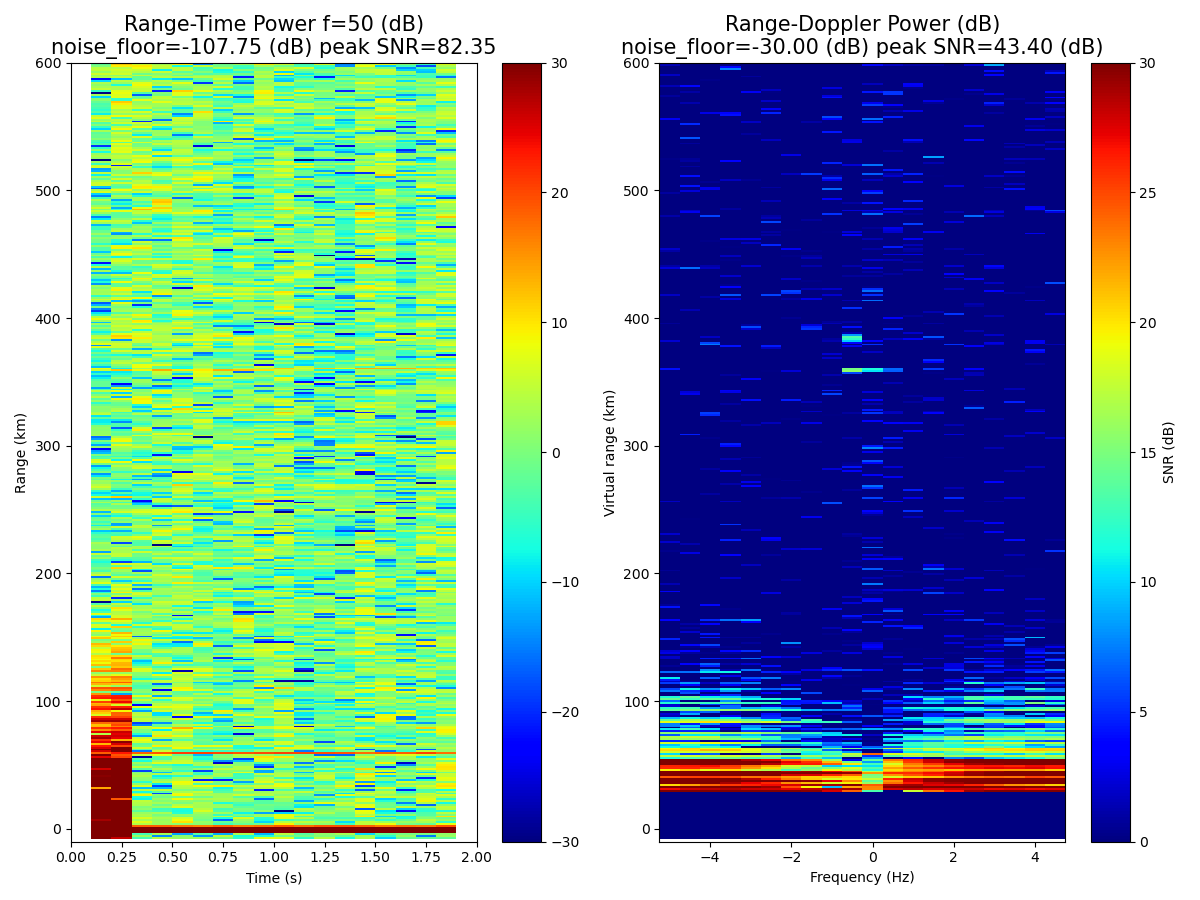 Range-Time Power f=50 (dB)
noise_floor=-107.75 (dB) peak SNR=82.35
Range-Doppler Power (dB)
noise_floor=-30.00 (dB) peak SNR=43.40 (dB)
600
500
400
300
200
100
0
Range (km)
0.00 0.25 0.50 0.75 1.00 1.25 1.50 1.75 2.00
Time (s)
30
20
10
0
−10
−20
−30
600
500
400
300
200
100
0
Virtual range (km)
−4 −2 0 2 4
Frequency (Hz)
30
25
20
15
10
5
0
SNR (dB)